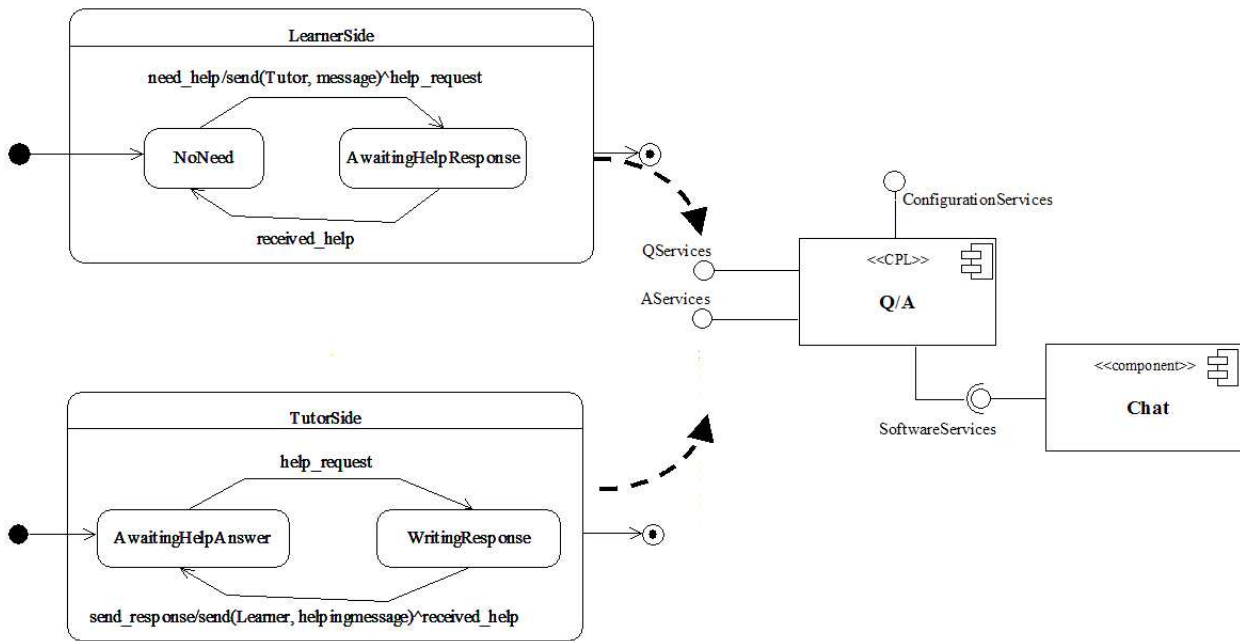 LearnerSide
need_help/send(Tutor, message)^help_request
NoNeed
AwaitingHelpResponse
received_help
ConfigurationServices
QServices
<<CPL>>
AServices
Q/A
<<component>>
Chat
SoftwareServices
TutorSide
help_request
AwaitingHelpAnswer
WritingResponse
send_response/send(Learner, helpingmessage)^received_help